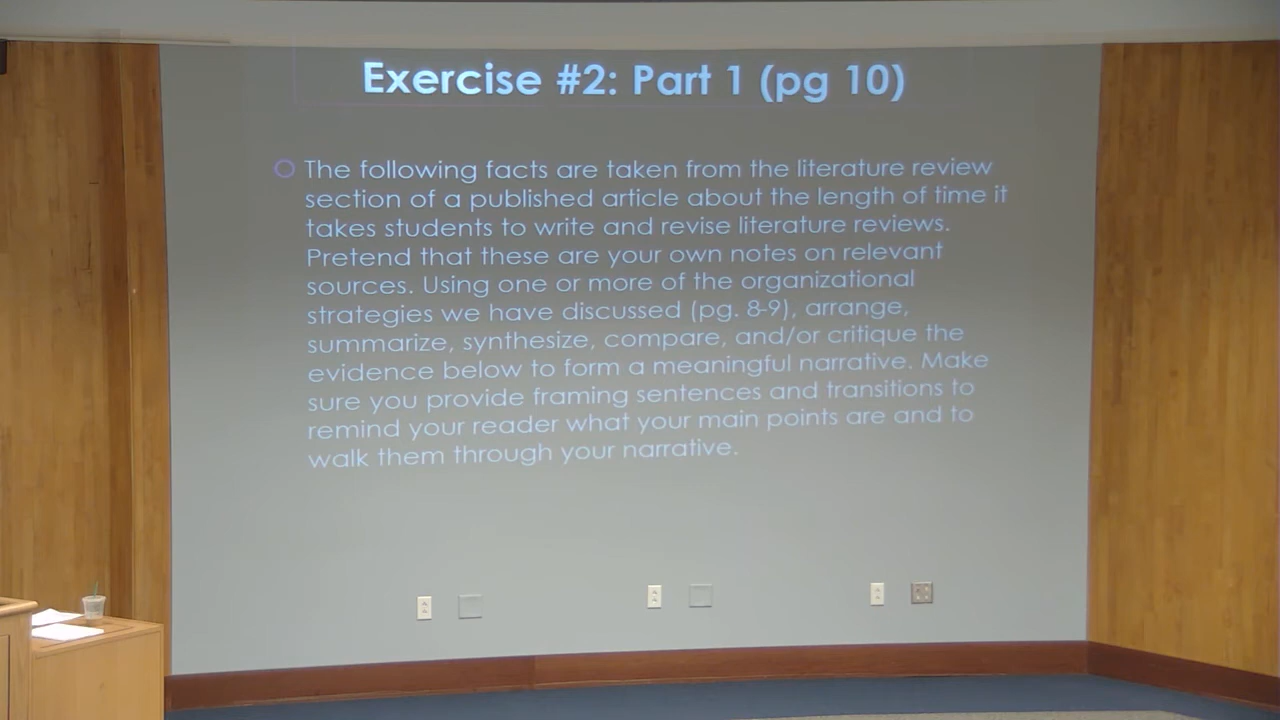 Exercise #2: Part 1 (pg 10)
The following facts are taken from the literature review
section of a published article about the length of time it
takes students to write and revise literature reviews.
Pretend that these are your own notes on relevant
sources. Using one or more of the organizational
strategies we have discussed (pg. 8-9), arrange,
summarize, synthesize, compare, and/or critique the
evidence below to form a meaningful narrative. Make
sure you provide framing sentences and transitions to
remind your reader what your main points are and to
walk them through your narrative.